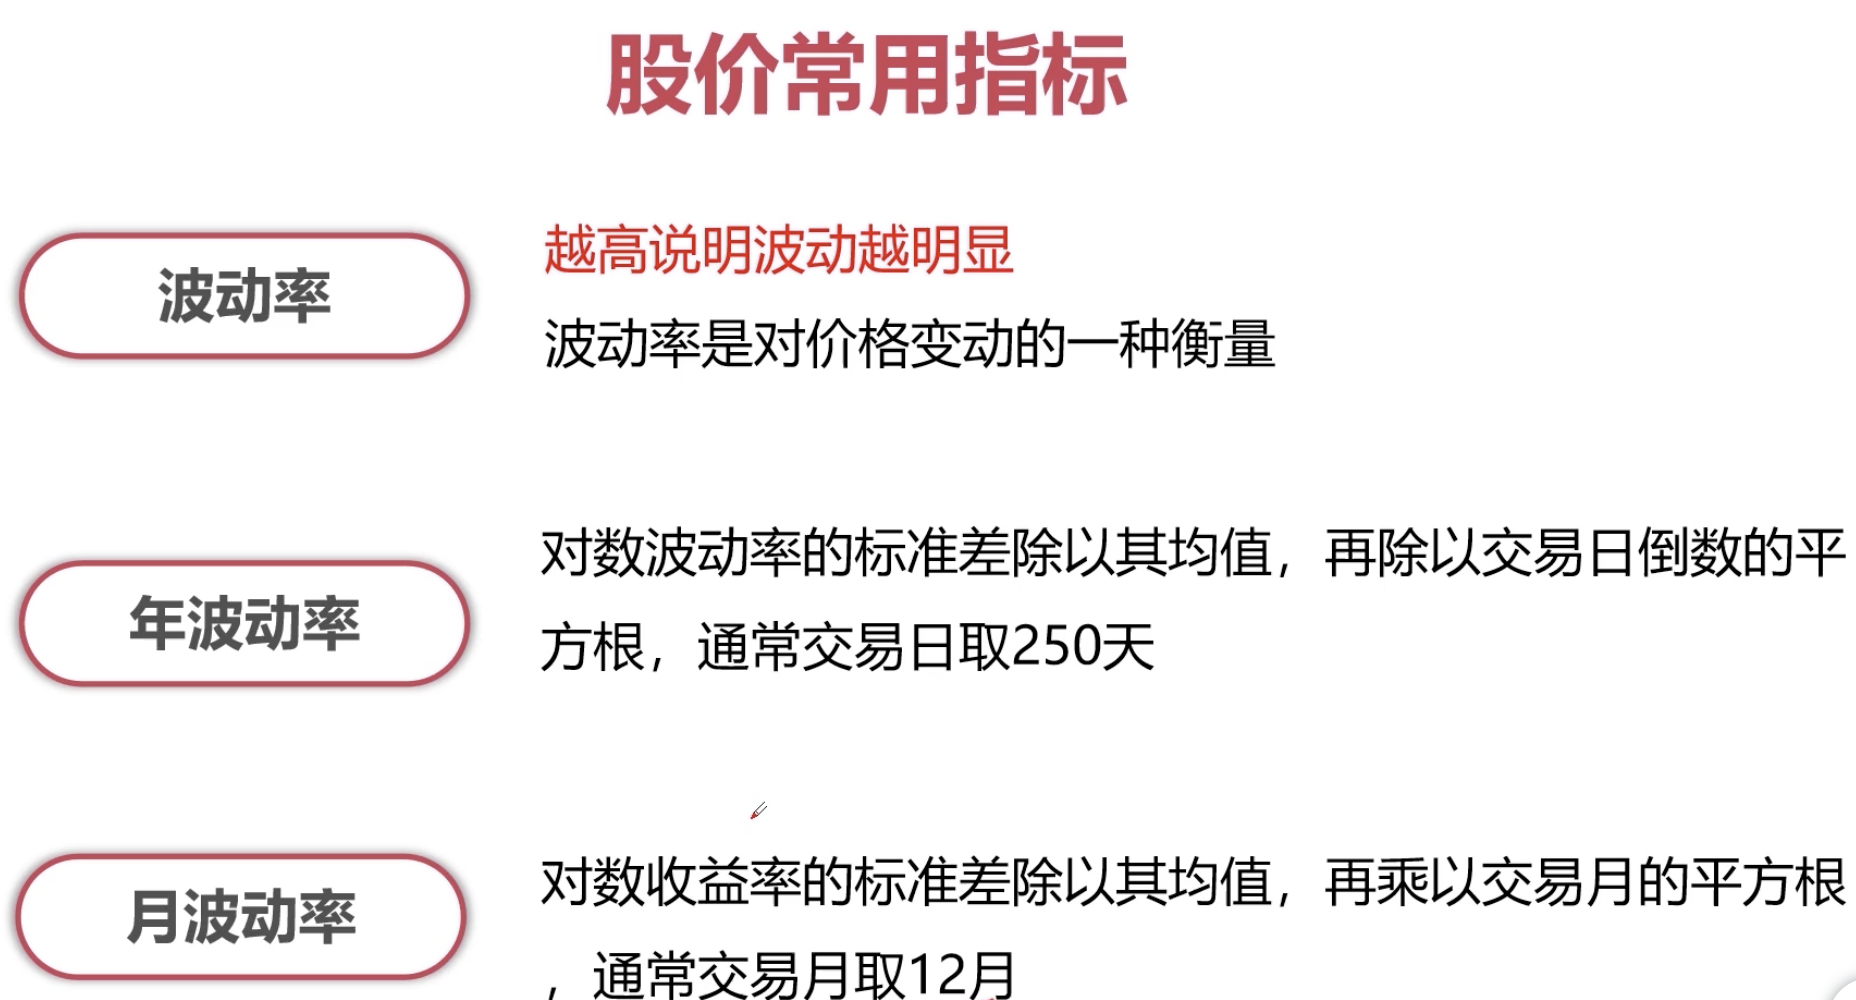 股价常用指标
波动率
越高说明波动越明显
波动率是对价格变动的一种衡量
年波动率
对数波动率的标准差除以其均值，再除以交易日倒数的平
方根，通常交易日取250天
月波动率
对数收益率的标准差除以其均值，再乘以交易月的平方根
，通常交易月取12月